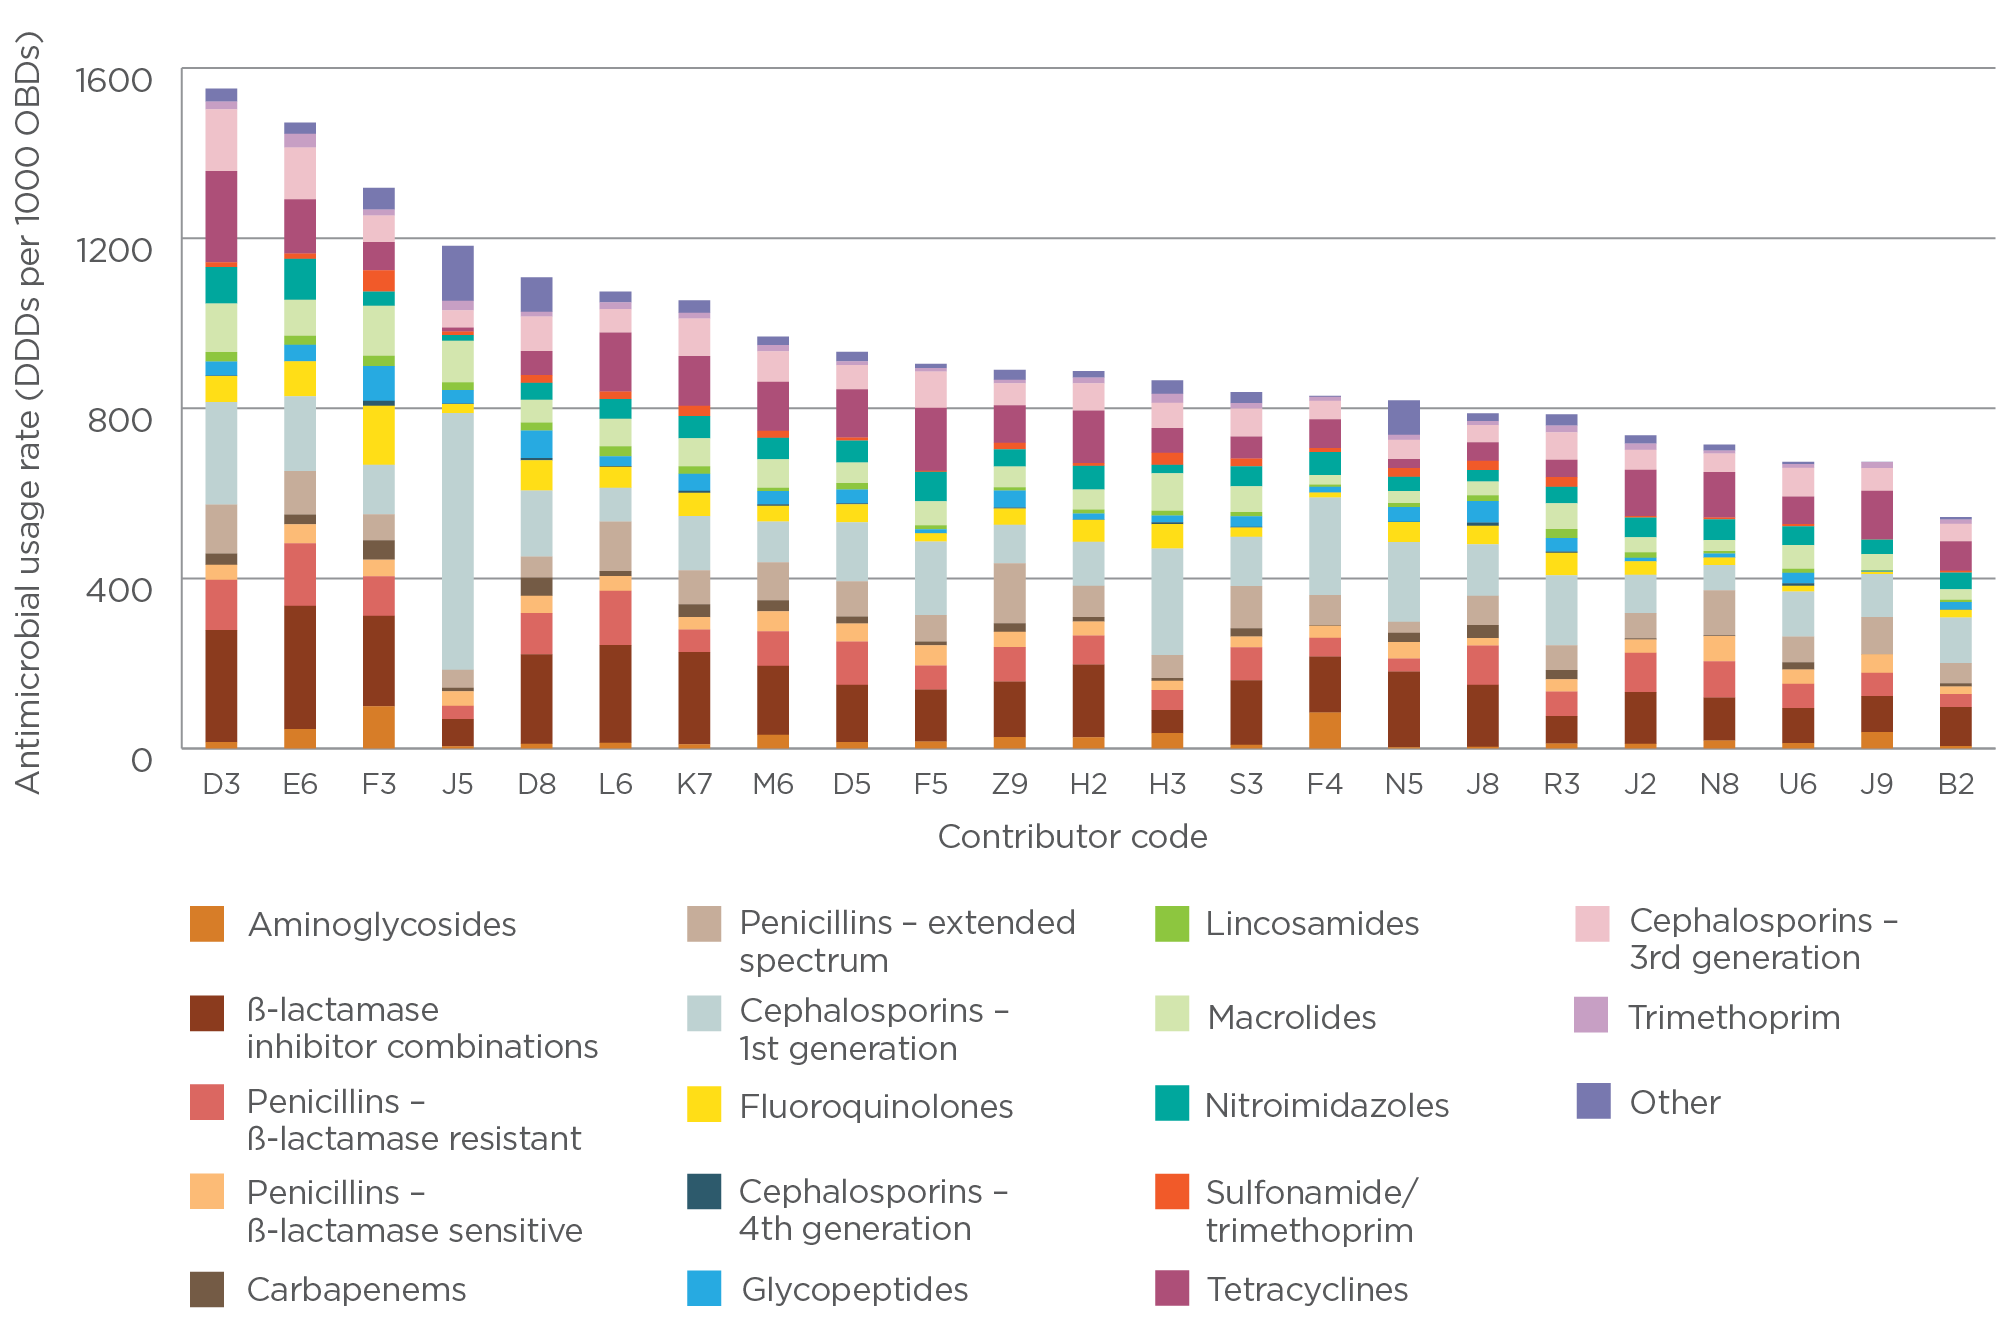 Antimicrobial usage rate (DDDs per 1000 OBDs)
1600
1200
800
400
0
D3 E6 F3 J5 D8 L6 K7 M6 D5 F5 Z9 H2 H3 S3 F4 N5 J8 R3 J2 N8 U6 J9 B2
Contributor code
Aminoglycosides
ß-lactamase
inhibitor combinations
Penicillins –
ß-lactamase resistant
Penicillins –
ß-lactamase sensitive
Carbapenems
Penicillins – extended
spectrum
Cephalosporins –
1st generation
Fluoroquinolones
Cephalosporins –
4th generation
Glycopeptides
Lincosamides
Macrolides
Nitroimidazoles
Sulfonamide/
trimethoprim
Tetracyclines
Cephalosporins –
3rd generation
Trimethoprim
Other